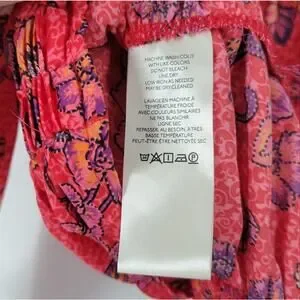 MACHINE WASH COLD
WITH LIKE COLORS
DO NOT BLEACH
LINE DRY
LOW IRON AS NEEDED
MAY BE DRY CLEANED
LAVAGE EN MACHINE À
TEMPÉRATURE FROIDE
AVEC COULEURS SIMILAIRES
NE PAS BLANCHIR
LIGNE SEC
REPASSER AU BESOIN, À TRÈS
BASSE TEMPÉRATURE
PEUT-ÊTRE ÊTRE NETTOYÉ SEC